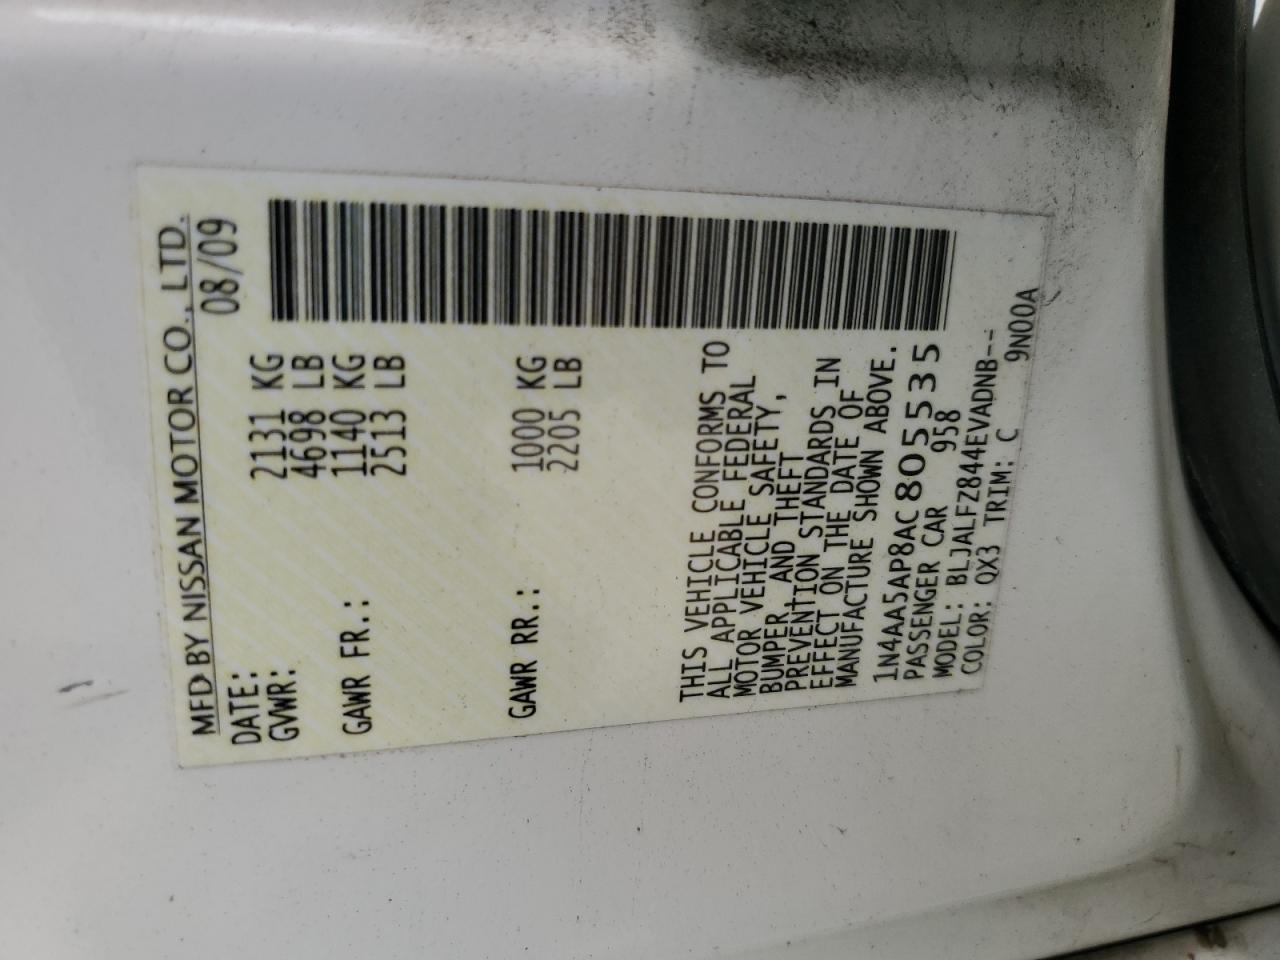 MFD BY NISSAN MOTOR CO., LTD.
DATE: 08/09
GVWR: 2131 KG
4698 LB
GAWR FR.: 1140 KG
2513 LB
GAWR RR.: 1000 KG
2205 LB
THIS VEHICLE CONFORMS TO
ALL APPLICABLE FEDERAL
MOTOR VEHICLE SAFETY,
BUMPER, AND THEFT
PREVENTION STANDARDS IN
EFFECT ON THE DATE OF
MANUFACTURE SHOWN ABOVE.
1N4AA5AP8AC805535
PASSENGER CAR 958
MODEL: BLJALFZ844EVADNB--
COLOR: QX3 TRIM: C 9N00A